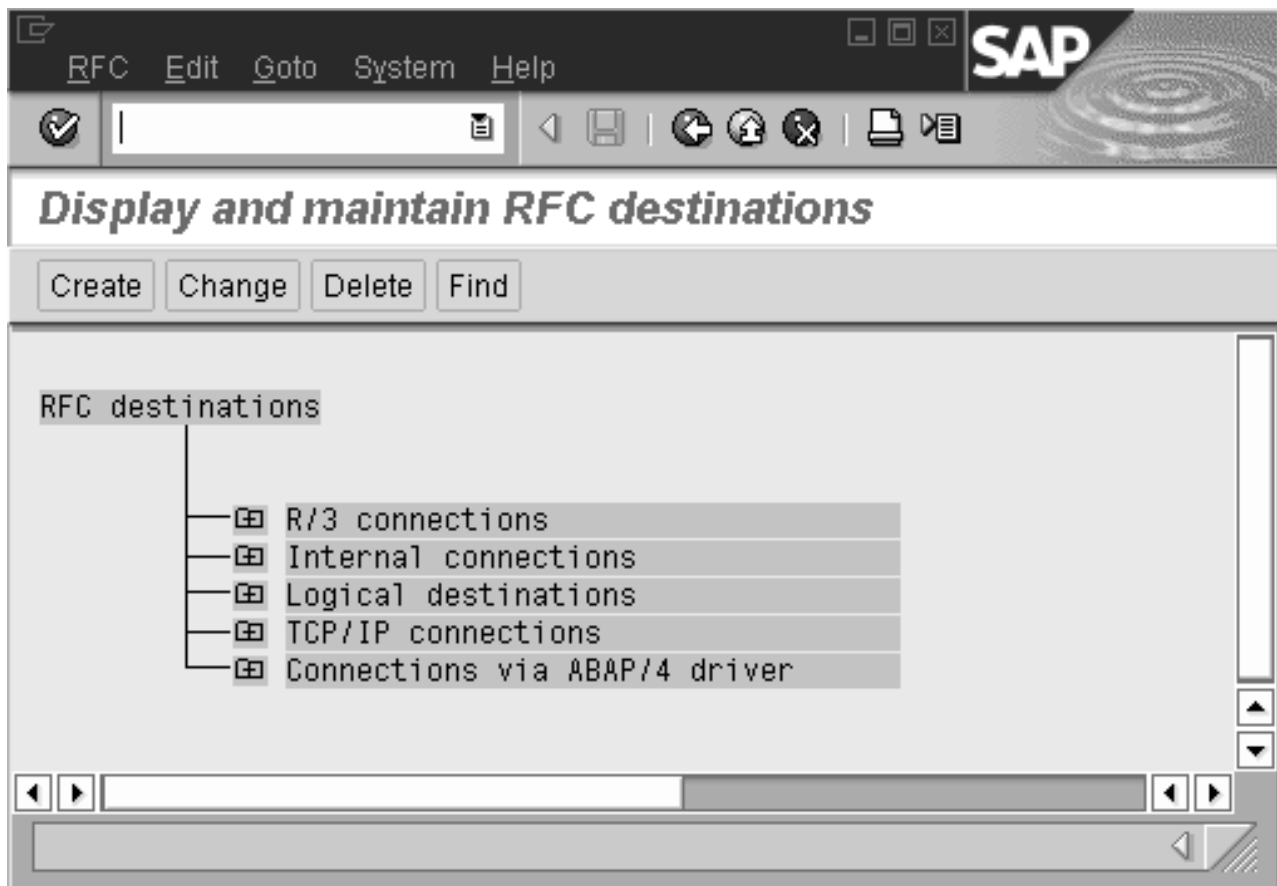 SAP
RFC Edit Goto System Help
Display and maintain RFC destinations
Create Change Delete Find
RFC destinations
R/3 connections
Internal connections
Logical destinations
TCP/IP connections
Connections via ABAP/4 driver